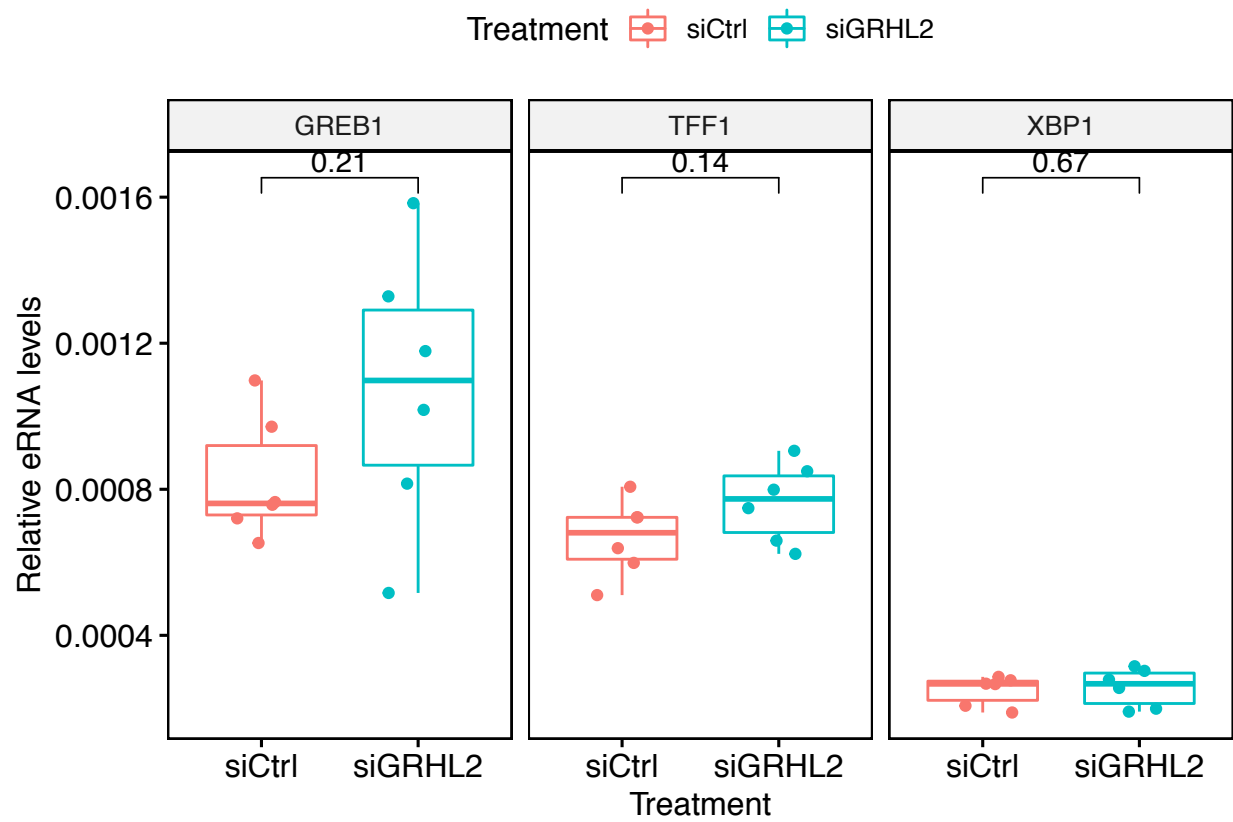 Treatment siCtrl siGRHL2
GREB1 TFF1 XBP1
0.21 0.14 0.67
0.0016
0.0012
0.0008
0.0004
Relative eRNA levels
siCtrl siGRHL2 siCtrl siGRHL2 siCtrl siGRHL2
Treatment